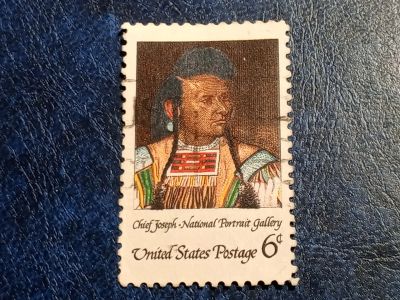 Chief Joseph - National Portrait Gallery
United States Postage 6¢